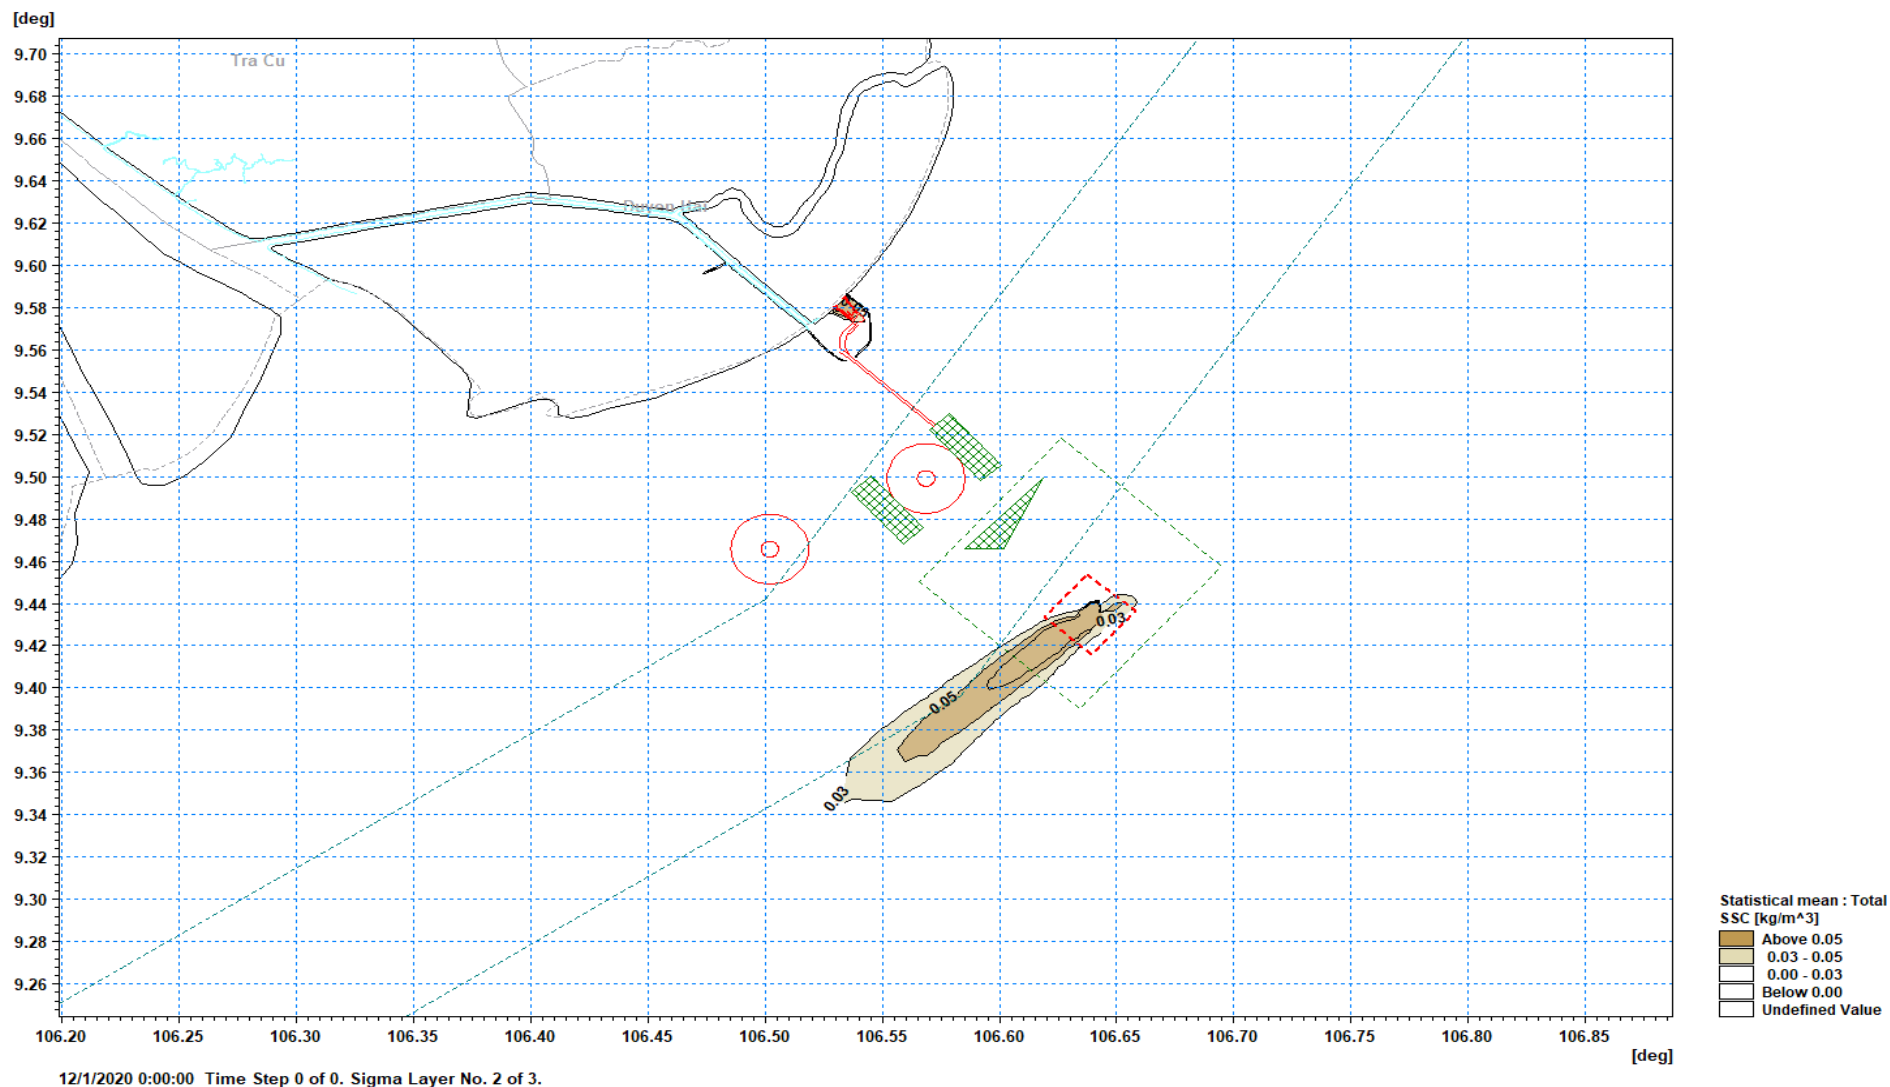 [deg]
9.70
9.68
9.66
9.64
9.62
9.60
9.58
9.56
9.54
9.52
9.50
9.48
9.46
9.44
9.42
9.40
9.38
9.36
9.34
9.32
9.30
9.28
9.26
Tra Cu
Duyen Hai
0.03
0.05
0.03
106.20 106.25 106.30 106.35 106.40 106.45 106.50 106.55 106.60 106.65 106.70 106.75 106.80 106.85
[deg]
Statistical mean : Total
SSC [kg/m^3]
Above 0.05
0.03 - 0.05
0.00 - 0.03
Below 0.00
Undefined Value
12/1/2020 0:00:00 Time Step 0 of 0. Sigma Layer No. 2 of 3.